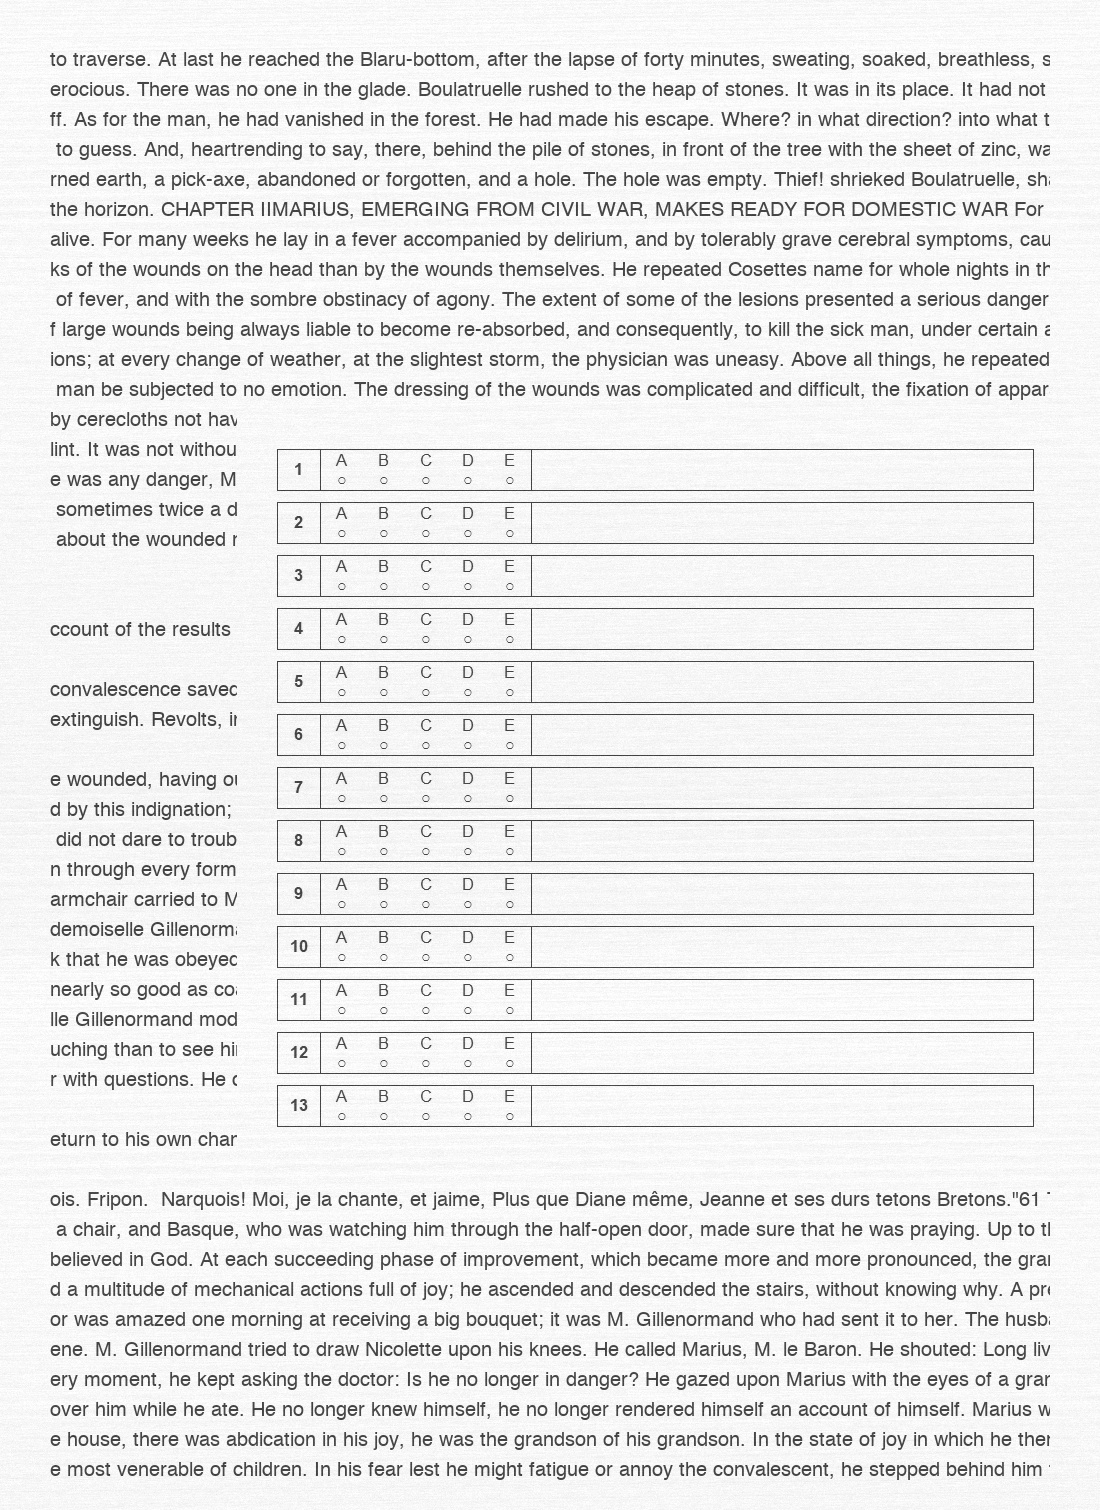 to traverse. At last he reached the Blaru-bottom, after the lapse of forty minutes, sweating, soaked, breathless,
erocious. There was no one in the glade. Boulatruelle rushed to the heap of stones. It was in its place. It had not
ff. As for the man, he had vanished in the forest. He had made his escape. Where? in what direction? into what
to guess. And, heartrending to say, there, behind the pile of stones, in front of the tree with the sheet of zinc,
rned earth, a pick-axe, abandoned or forgotten, and a hole. The hole was empty. Thief! shrieked Boulatruelle,
the horizon. CHAPTER IIMARIUS, EMERGING FROM CIVIL WAR, MAKES READY FOR DOMESTIC WAR For
alive. For many weeks he lay in a fever accompanied by delirium, and by tolerably grave cerebral symptoms, cau
ks of the wounds on the head than by the wounds themselves. He repeated Cosettes name for whole nights in
of fever, and with the sombre obstinacy of agony. The extent of some of the lesions presented a serious danger
f large wounds being always liable to become re-absorbed, and consequently, to kill the sick man, under certain
ions; at every change of weather, at the slightest storm, the physician was uneasy. Above all things, he repeated
man be subjected to no emotion. The dressing of the wounds was complicated and difficult, the fixation of appar
by cerecloths not hav
lint. It was not withou
e was any danger, M
sometimes twice a d
about the wounded
ccount of the results
convalescence saved
extinguish. Revolts,
e wounded, having
d by this indignation;
did not dare to troub
n through every form
armchair carried to M
demoiselle Gillenorma
k that he was obeyed
nearly so good as
lle Gillenormand mod
uching than to see
r with questions. He
eturn to his own
1 A B C D E
2 A B C D E
3 A B C D E
4 A B C D E
5 A B C D E
6 A B C D E
7 A B C D E
8 A B C D E
9 A B C D E
10 A B C D E
11 A B C D E
12 A B C D E
13 A B C D E
ois. Fripon. Narquois! Moi, je la chante, et jaime, Plus que Diane même, Jeanne et ses durs tetons Bretons."61
a chair, and Basque, who was watching him through the half-open door, made sure that he was praying. Up to
believed in God. At each succeeding phase of improvement, which became more and more pronounced, the
d a multitude of mechanical actions full of joy; he ascended and descended the stairs, without knowing why. A
or was amazed one morning at receiving a big bouquet; it was M. Gillenormand who had sent it to her. The
ene. M. Gillenormand tried to draw Nicolette upon his knees. He called Marius, M. le Baron. He shouted: Long liv
ery moment, he kept asking the doctor: Is he no longer in danger? He gazed upon Marius with the eyes of a
over him while he ate. He no longer knew himself, he no longer rendered himself an account of himself. Marius
e house, there was abdication in his joy, he was the grandson of his grandson. In the state of joy in which he
e most venerable of children. In his fear lest he might fatigue or annoy the convalescent, he stepped behind him